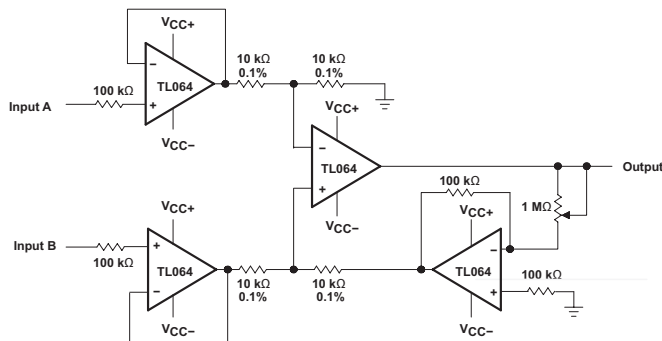 VCC+
10 kΩ
0.1%
10 kΩ
0.1%
−
TL064
100 kΩ
+
Input A
VCC−
VCC+
−
TL064
Output
+
100 kΩ
1 MΩ
VCC+
VCC−
VCC+
Input B
+
−
100 kΩ
TL064
TL064
100 kΩ
10 kΩ
0.1%
10 kΩ
0.1%
−
+
VCC−
VCC−